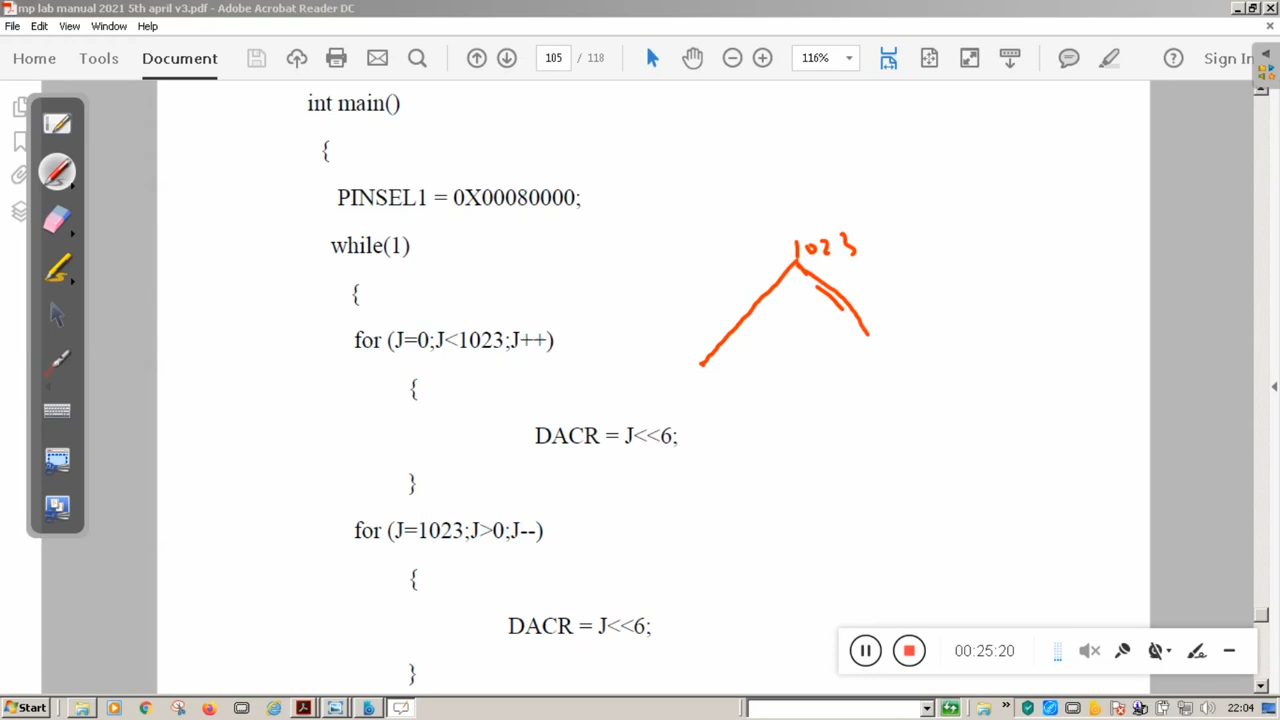 mp lab manual 2021 5th april v3.pdf - Adobe Acrobat Reader DC
File Edit View Window Help
Home Tools Document 105 / 118 116% Sign In
int main()
{
PINSEL1 = 0X00080000;
while(1)
1023
{
for (J=0;J<1023;J++)
{
DACR = J<<6;
}
for (J=1023;J>0;J--)
{
DACR = J<<6;
}
00:25:20
Start » 22:04